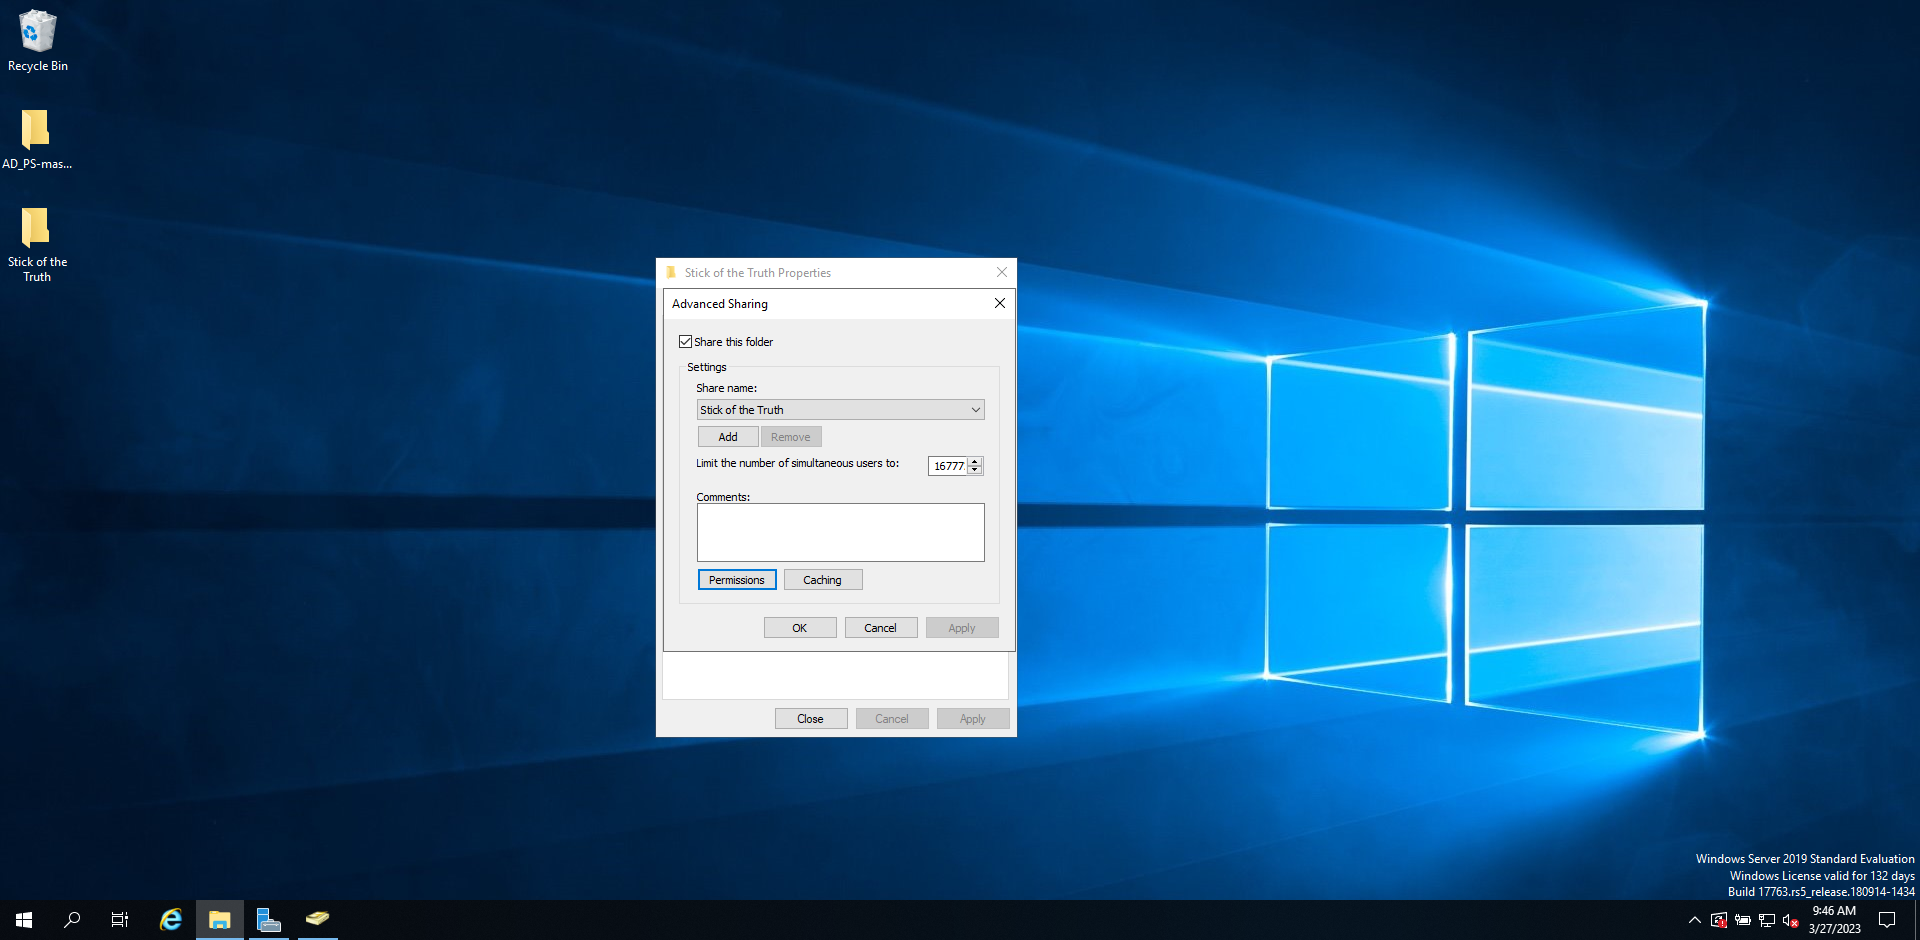 Recycle Bin
AD_PS-mas...
Stick of the
Truth
Stick of the Truth Properties
Advanced Sharing
Share this folder
Settings
Share name:
Stick of the Truth
Add
Remove
Limit the number of simultaneous users to:
16777
Comments:
Permissions
Caching
OK
Cancel
Apply
Close
Cancel
Apply
Windows Server 2019 Standard Evaluation
Windows License valid for 132 days
Build 17763.rs5_release.180914-1434
9:46 AM
3/27/2023